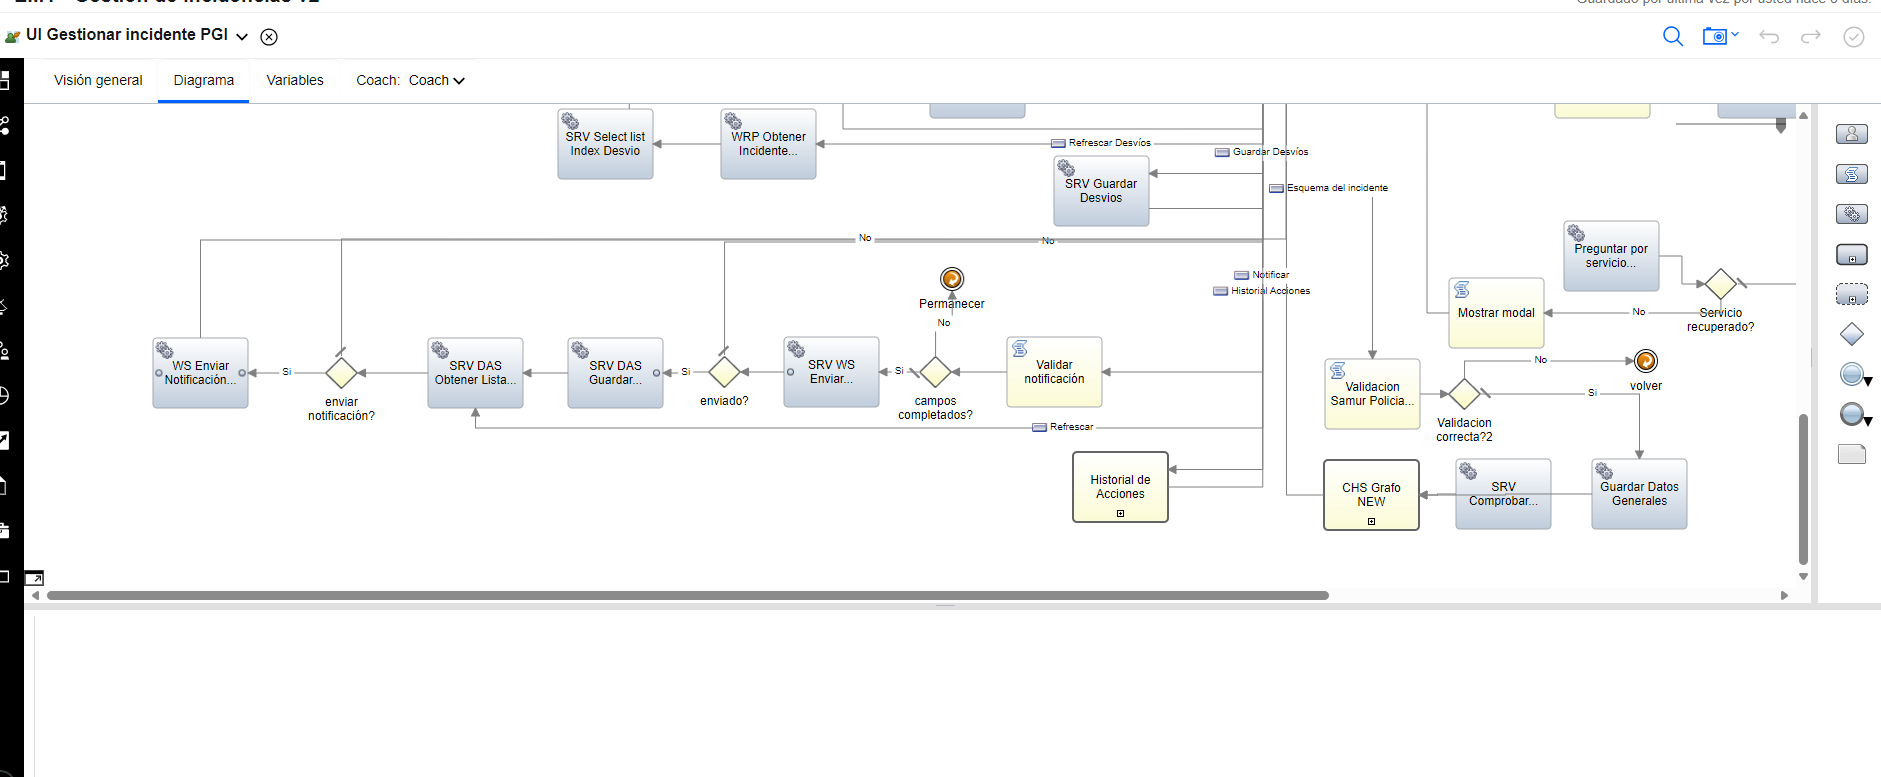 UI Gestionar incidente PGI
Visión general
Diagrama
Variables
Coach:
Coach
SRV Select list
Index Desvio
WRP Obtener
Incidente...
Refrescar Desvíos
Guardar Desvíos
SRV Guardar
Desvios
Esquema del incidente
No
No
Preguntar por
servicio...
Notificar
Historial Acciones
Permanecer
No
Mostrar modal
No
Servicio
recuperado?
WS Enviar
Notificación...
Si
enviar
notificación?
SRV DAS
Obtener Lista...
SRV DAS
Guardar...
Si
enviado?
SRV WS
Enviar...
Si
campos
completados?
Validar
notificación
No
volver
Validacion
Samur Policia...
Si
Validacion
correcta?2
Refrescar
Historial de
Acciones
CHS Grafo
NEW
SRV
Comprobar...
Guardar Datos
Generales